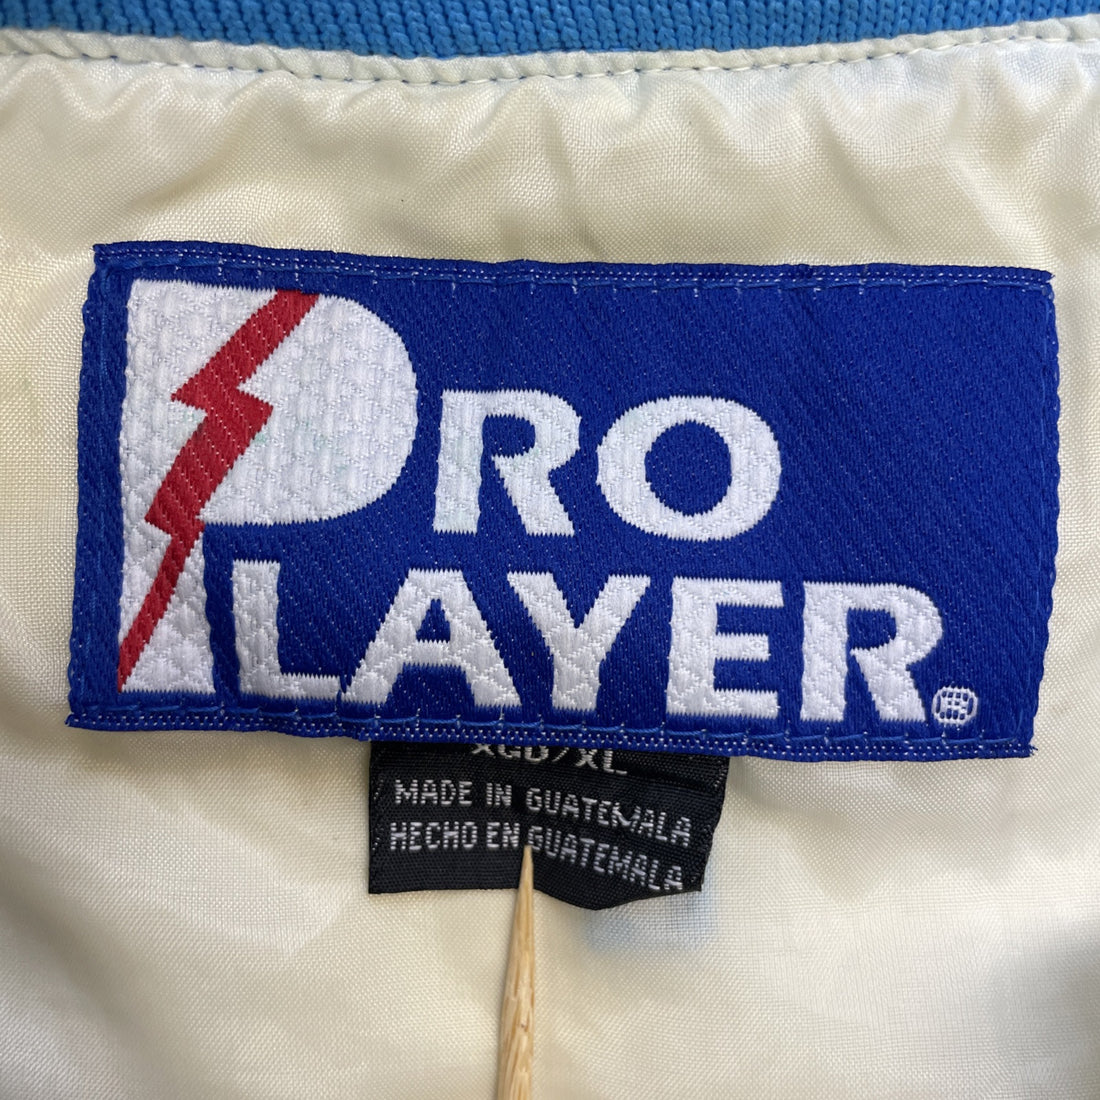 PRO
PLAYER®
XGD/XL
MADE IN GUATEMALA
HECHO EN GUATEMALA